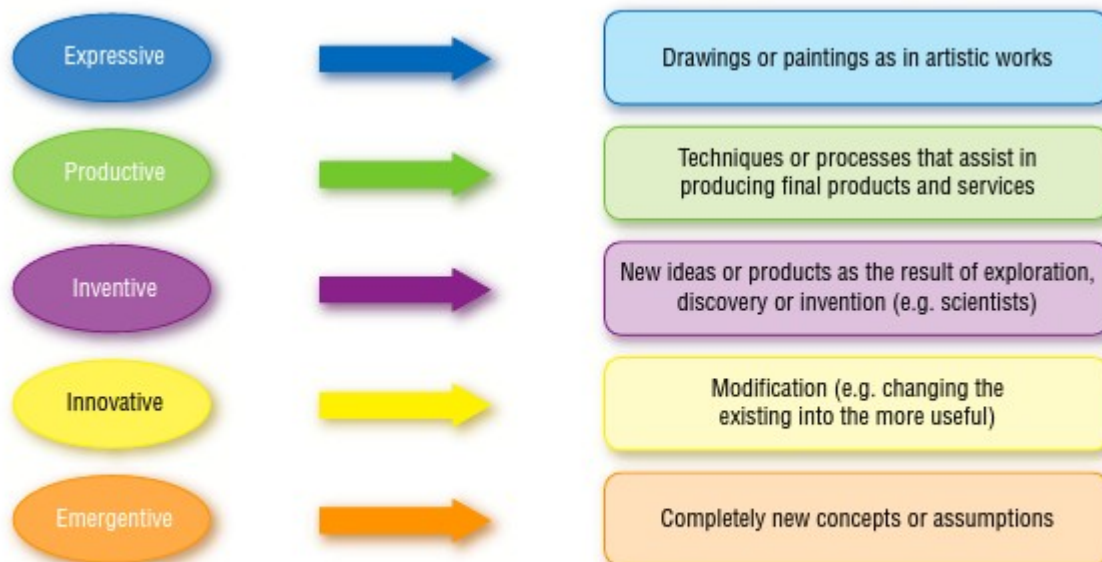 Expressive
Drawings or paintings as in artistic works
Productive
Techniques or processes that assist in
producing final products and services
Inventive
New ideas or products as the result of exploration,
discovery or invention (e.g. scientists)
Innovative
Modification (e.g. changing the
existing into the more useful)
Emergentive
Completely new concepts or assumptions